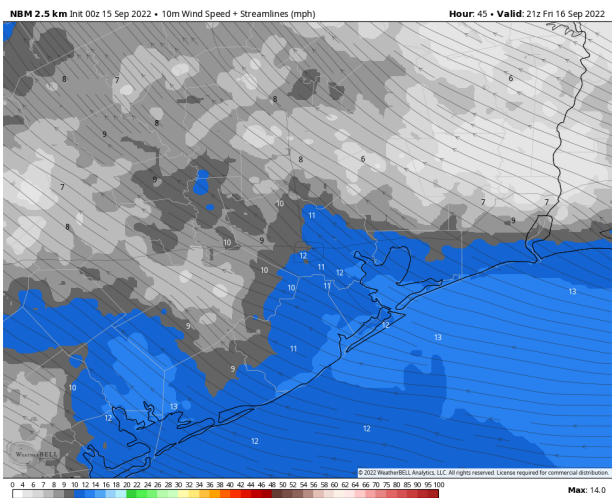 NBM 2.5 km Init 00z 15 Sep 2022 • 10m Wind Speed + Streamlines (mph) Hour: 45 • Valid: 21z Fri 16 Sep 2022
6
8 7
8
8
9
8 6
9
7
10 7 7
11 9
8
10 9
12
10 11 12
10 11 13
12
9 13
11
9
10
13
12
12
12
WEATHERBELL
© 2022 WeatherBELL Analytics, LLC. All rights reserved. License required for commercial distribution.
0 4 6 7 8 9 10 12 14 16 18 20 22 24 26 28 30 32 34 36 38 40 42 44 46 48 50 52 54 56 58 60 65 70 75 80 85 90 95 100
Max: 14.0